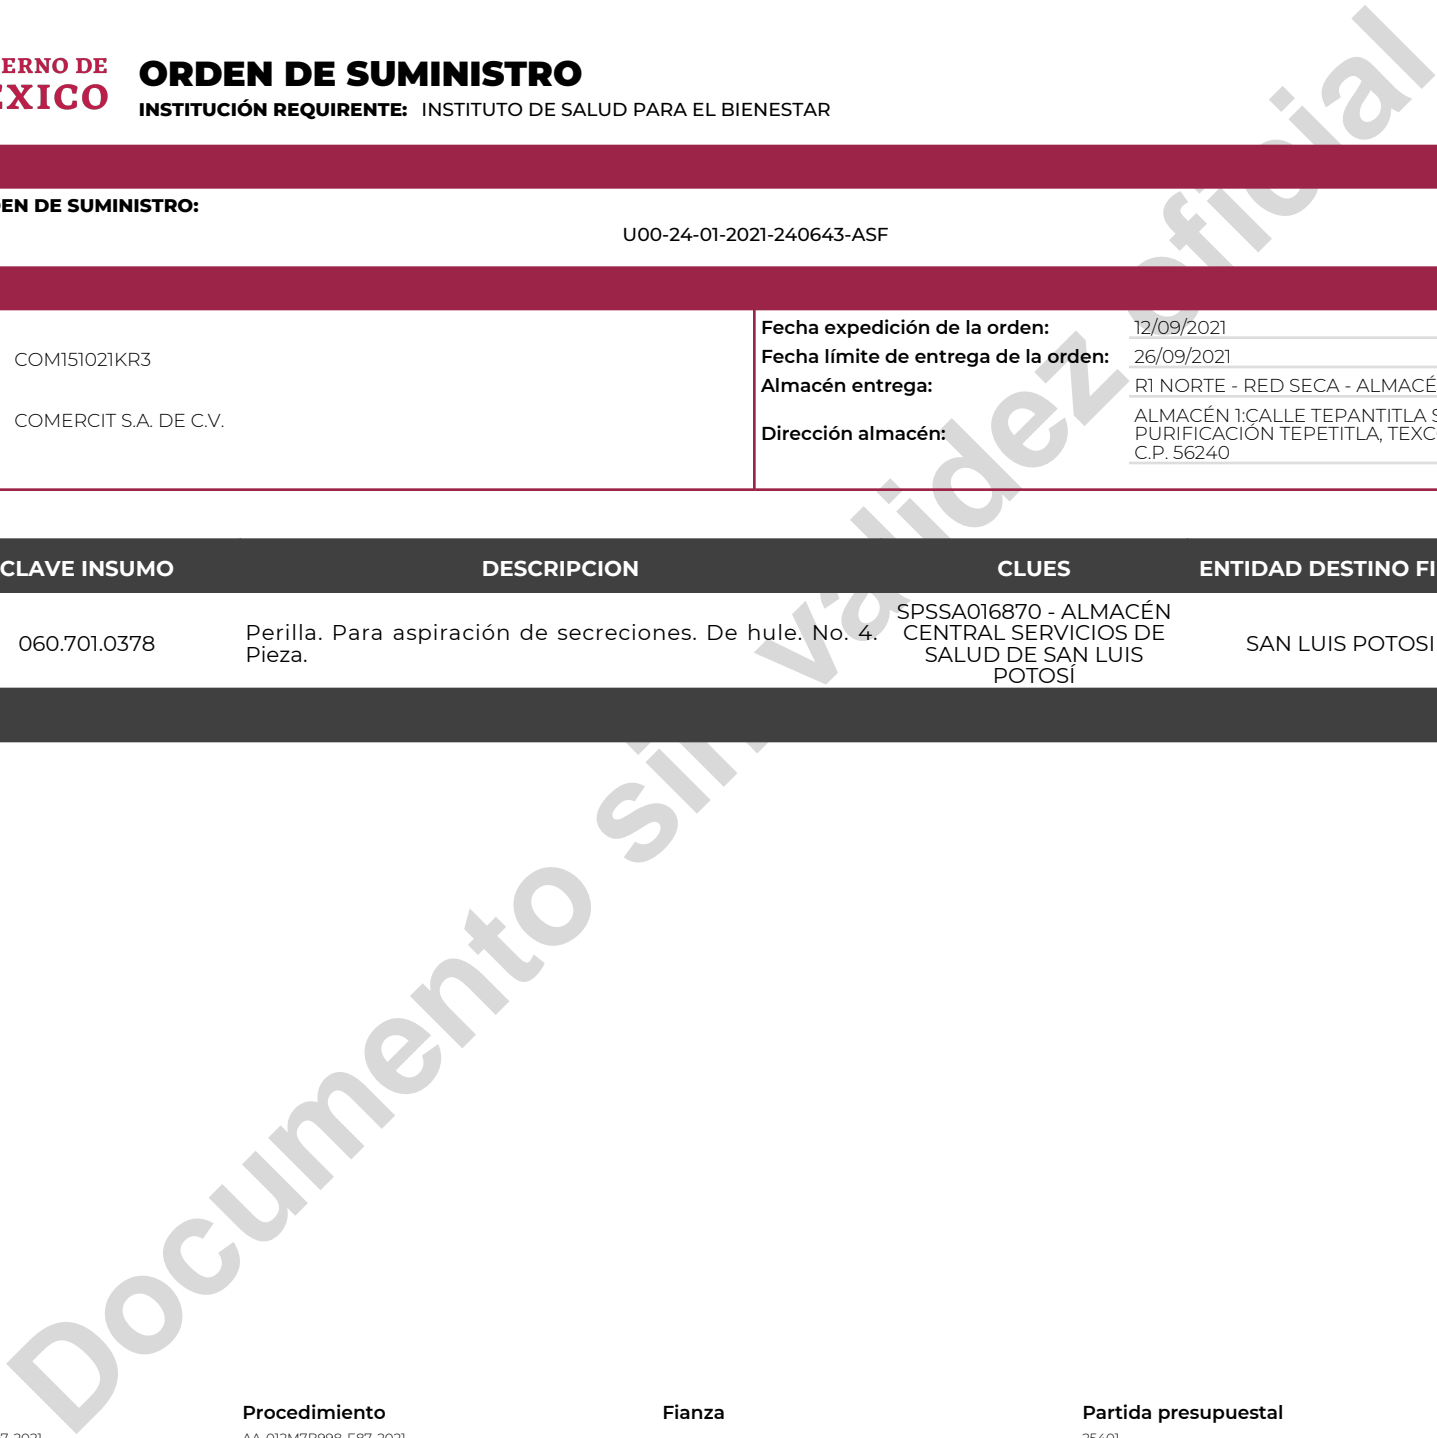 ERNO DE
ORDEN DE SUMINISTRO
INSTITUCIÓN REQUIRENTE: INSTITUTO DE SALUD PARA EL BIENESTAR
EN DE SUMINISTRO:
U00-24-01-2021-240643-ASF
COM151021KR3
COMERCIT S.A. DE C.V.
Fecha expedición de la orden: 12/09/2021
Fecha límite de entrega de la orden: 26/09/2021
Almacén entrega: R1 NORTE - RED SECA - ALMACÉ
Dirección almacén:
ALMACÉN 1:CALLE TEPANTITLA S
PURIFICACIÓN TEPETITLA, TEXC
C.P. 56240
CLAVE INSUMO DESCRIPCION CLUES ENTIDAD DESTINO FI
060.701.0378
Perilla. Para aspiración de secreciones. De hule. No. 4.
Pieza.
SPSSA016870 - ALMACÉN
CENTRAL SERVICIOS DE
SALUD DE SAN LUIS
POTOSÍ
SAN LUIS POTOSI
Documento sin validez oficial
Procedimiento Fianza Partida presupuestal